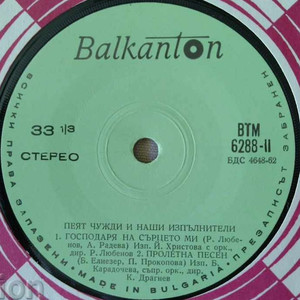 Balkanton
33 1/3
СТЕРЕО
ВТМ
6288-II
БДС 4648-62
ПЕЯТ ЧУЖДИ И НАШИ ИЗПЪЛНИТЕЛИ
1. ГОСПОДАРЯ НА СЪРЦЕТО МИ (Р. Любе-
нов, А. Радева) Изп. Й. Христова с орк.,
дир. Р. Любенов 2. ПРОЛЕТНА ПЕСЕН
(Б. Елиезер, П. Прокопова) Изп. Б.
Карадочева, съпр. орк., дир.
К. Драгнев
ВСИЧКИ ПРАВА ЗАПАЗЕНИ • MADE IN BULGARIA • ПРЕЗАПИСЪТ ЗАБРАНЕН